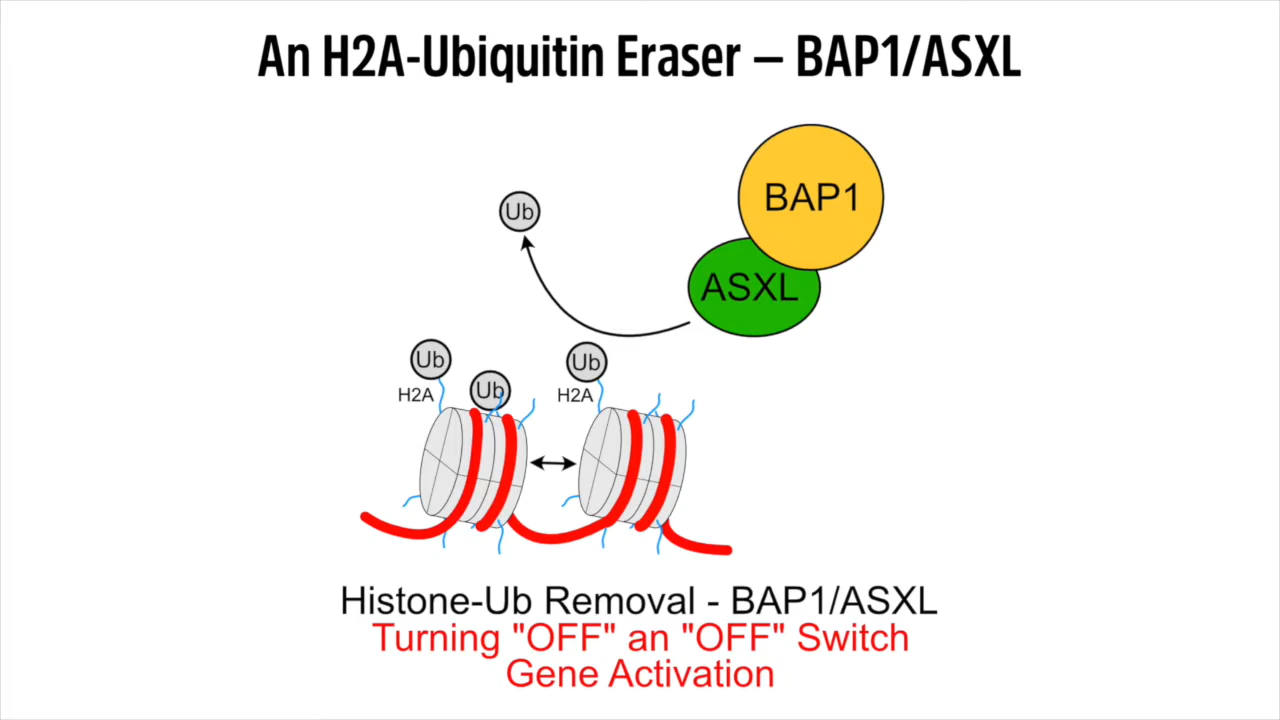 An H2A-Ubiquitin Eraser – BAP1/ASXL
BAP1
Ub
ASXL
Ub
Ub
H2A
Ub
H2A
Histone-Ub Removal - BAP1/ASXL
Turning "OFF" an "OFF" Switch
Gene Activation